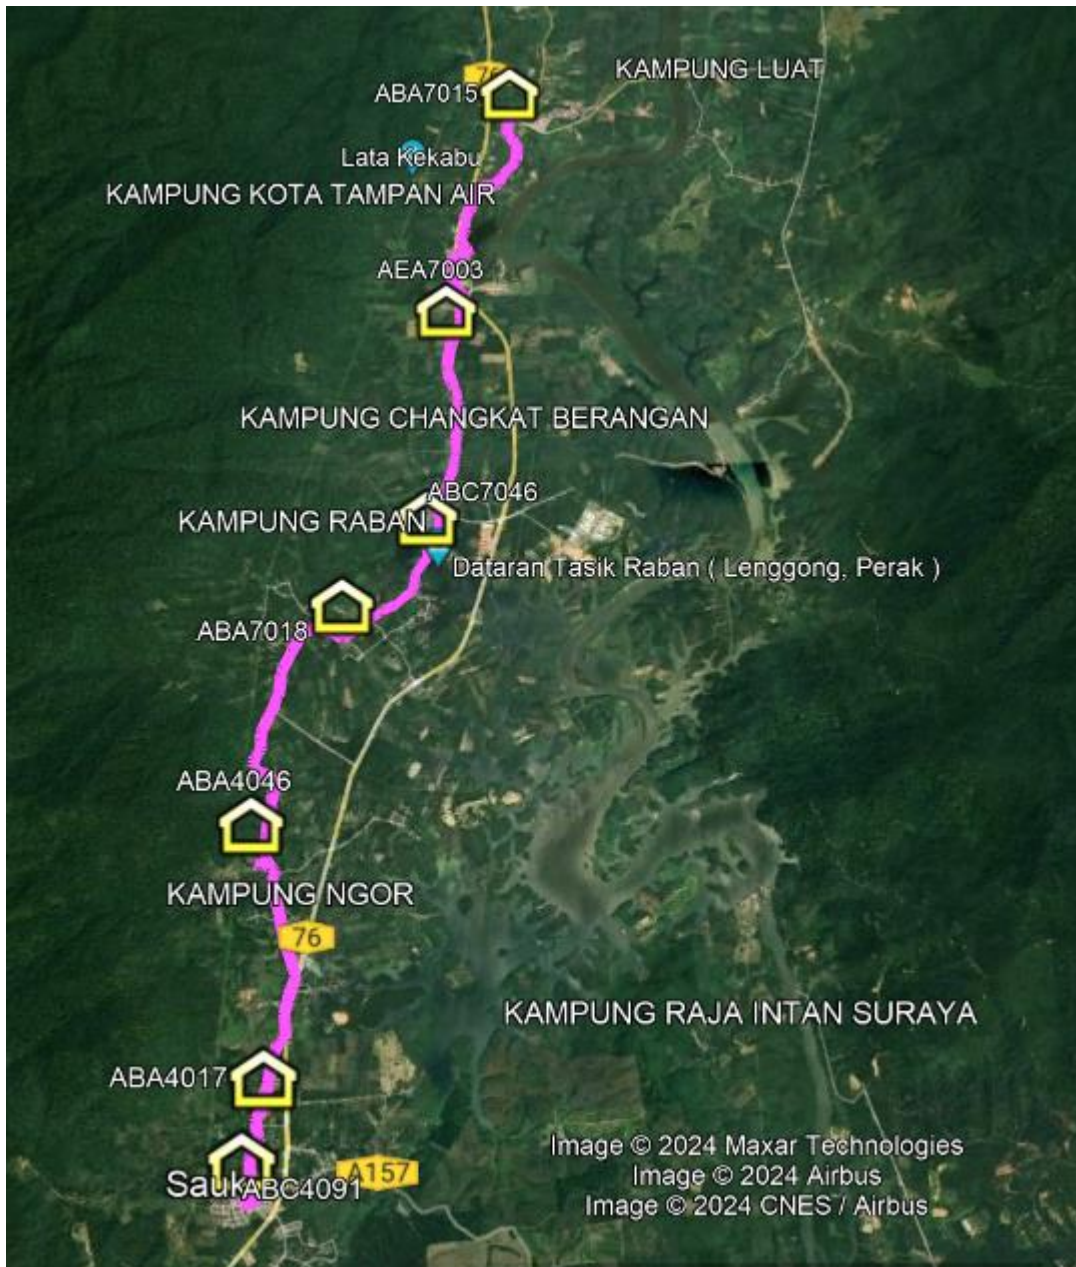 KAMPUNG LUAT
76
ABA7015
Lata Kekabu
KAMPUNG KOTA TAMPAN AIR
AEA7003
KAMPUNG CHANGKAT BERANGAN
ABC7046
KAMPUNG RABAN
Dataran Tasik Raban ( Lenggong, Perak )
ABA7018
ABA4046
KAMPUNG NGOR
76
KAMPUNG RAJA INTAN SURAYA
ABA4017
Image © 2024 Maxar Technologies
A157
Image © 2024 Airbus
Sauk
ABC4091
Image © 2024 CNES / Airbus